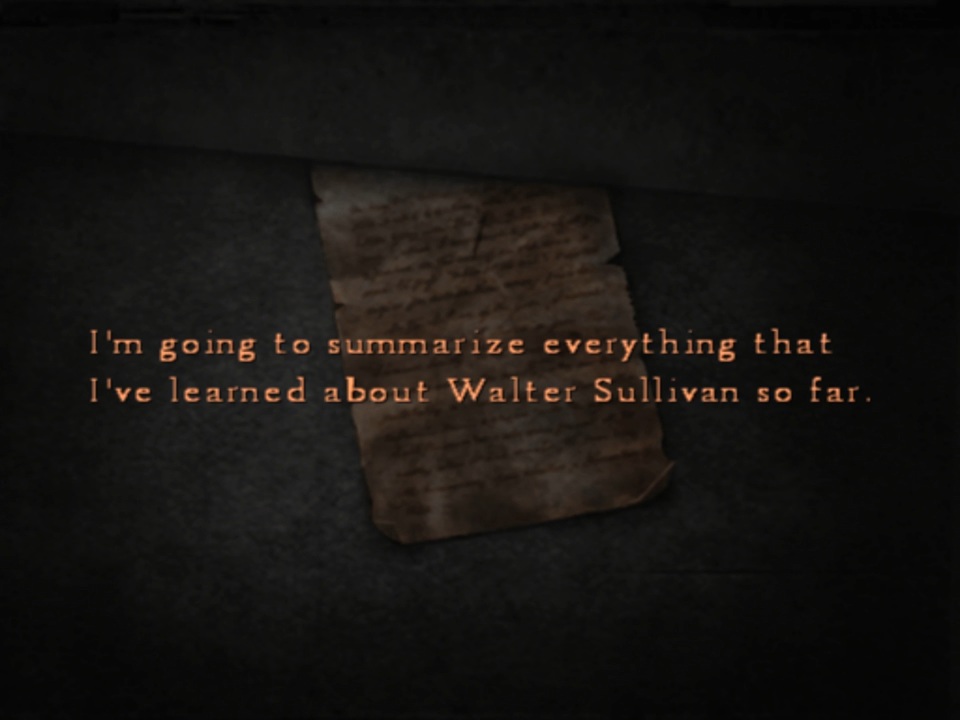 I'm going to summarize everything that
I've learned about Walter Sullivan so far.